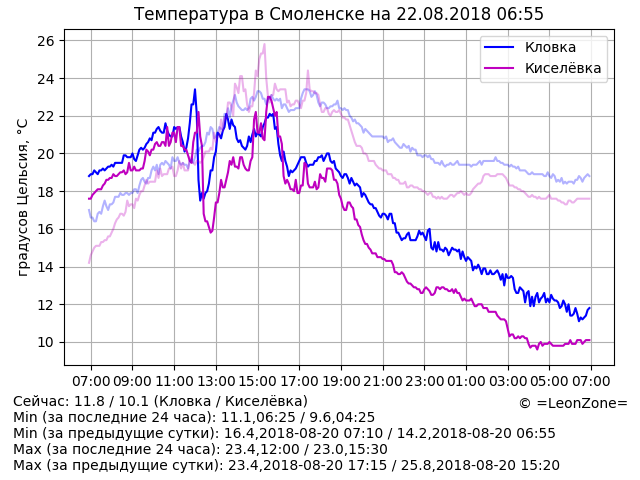 Температура в Смоленске на 22.08.2018 06:55
градусов Цельсия, °C
26
24
22
20
18
16
14
12
10
Кловка
Киселёвка
07:00 09:00 11:00 13:00 15:00 17:00 19:00 21:00 23:00 01:00 03:00 05:00 07:00
Сейчас: 11.8 / 10.1 (Кловка / Киселёвка)
© =LeonZone=
Min (за последние 24 часа): 11.1,06:25 / 9.6,04:25
Min (за предыдущие сутки): 16.4,2018-08-20 07:10 / 14.2,2018-08-20 06:55
Max (за последние 24 часа): 23.4,12:00 / 23.0,15:30
Max (за предыдущие сутки): 23.4,2018-08-20 17:15 / 25.8,2018-08-20 15:20